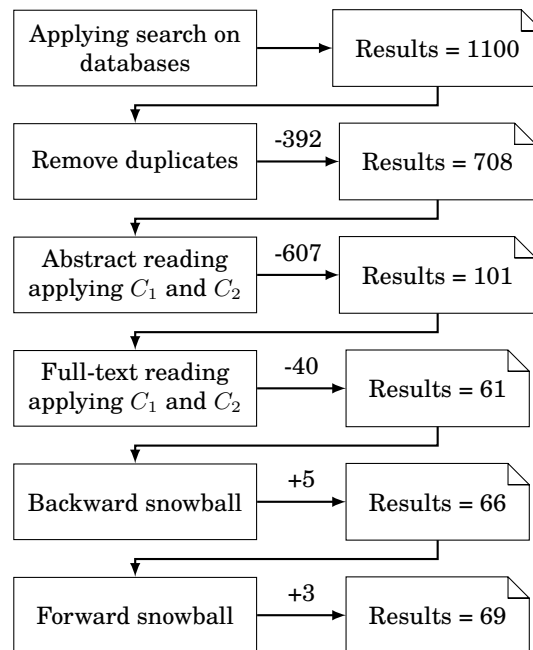 Applying search on
databases
Results = 1100
Remove duplicates
-392
Results = 708
Abstract reading
applying C₁ and C₂
-607
Results = 101
Full-text reading
applying C₁ and C₂
-40
Results = 61
Backward snowball
+5
Results = 66
Forward snowball
+3
Results = 69